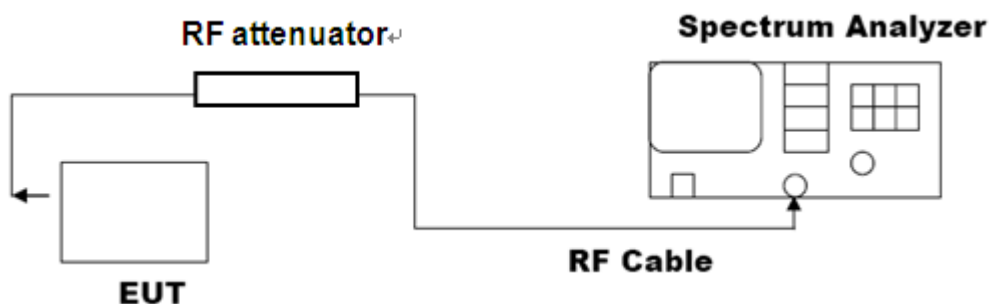 RF attenuator↵
Spectrum Analyzer
RF Cable
EUT